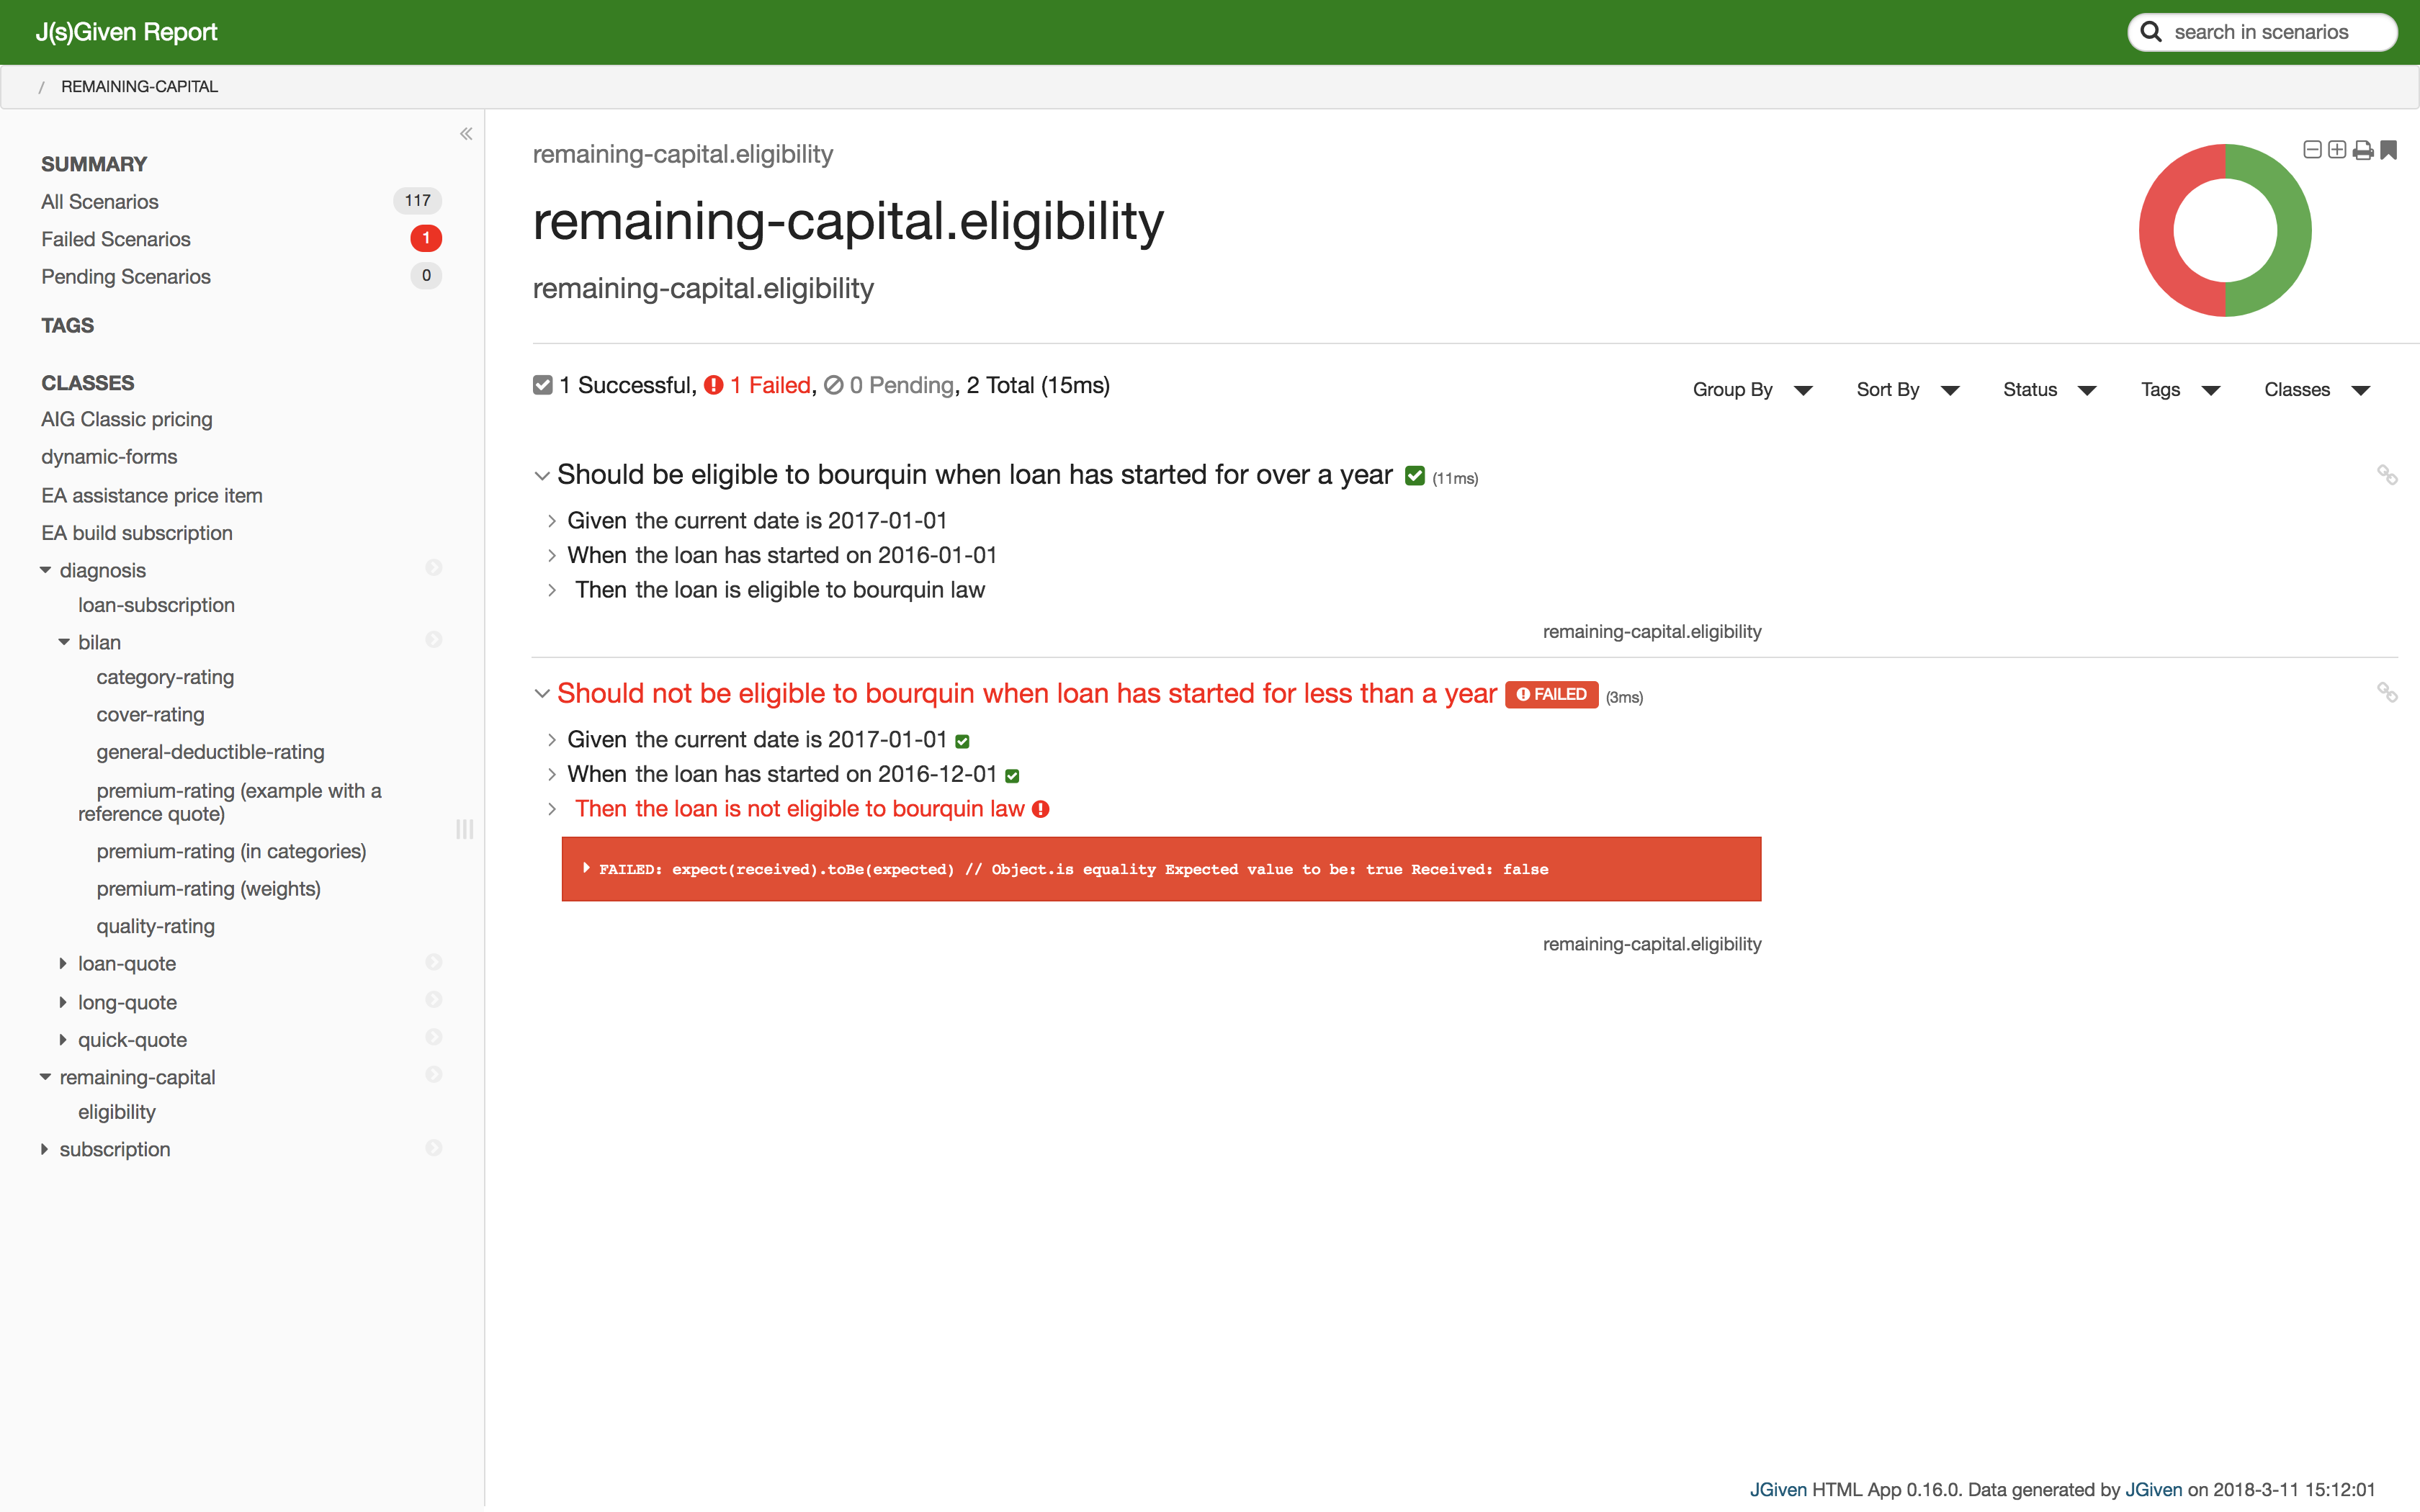 J(s)Given Report
search in scenarios
/ REMAINING-CAPITAL
SUMMARY
All Scenarios 117
Failed Scenarios 1
Pending Scenarios 0
TAGS
CLASSES
AIG Classic pricing
dynamic-forms
EA assistance price item
EA build subscription
diagnosis
loan-subscription
bilan
category-rating
cover-rating
general-deductible-rating
premium-rating (example with a
reference quote)
premium-rating (in categories)
premium-rating (weights)
quality-rating
loan-quote
long-quote
quick-quote
remaining-capital
eligibility
subscription
remaining-capital.eligibility
remaining-capital.eligibility
remaining-capital.eligibility
1 Successful, 1 Failed, 0 Pending, 2 Total (15ms)
Group By Sort By Status Tags Classes
Should be eligible to bourquin when loan has started for over a year (11ms)
Given the current date is 2017-01-01
When the loan has started on 2016-01-01
Then the loan is eligible to bourquin law
remaining-capital.eligibility
Should not be eligible to bourquin when loan has started for less than a year FAILED (3ms)
Given the current date is 2017-01-01
When the loan has started on 2016-12-01
Then the loan is not eligible to bourquin law
FAILED: expect(received).toBe(expected) // Object.is equality Expected value to be: true Received: false
remaining-capital.eligibility
JGiven HTML App 0.16.0. Data generated by JGiven on 2018-3-11 15:12:01